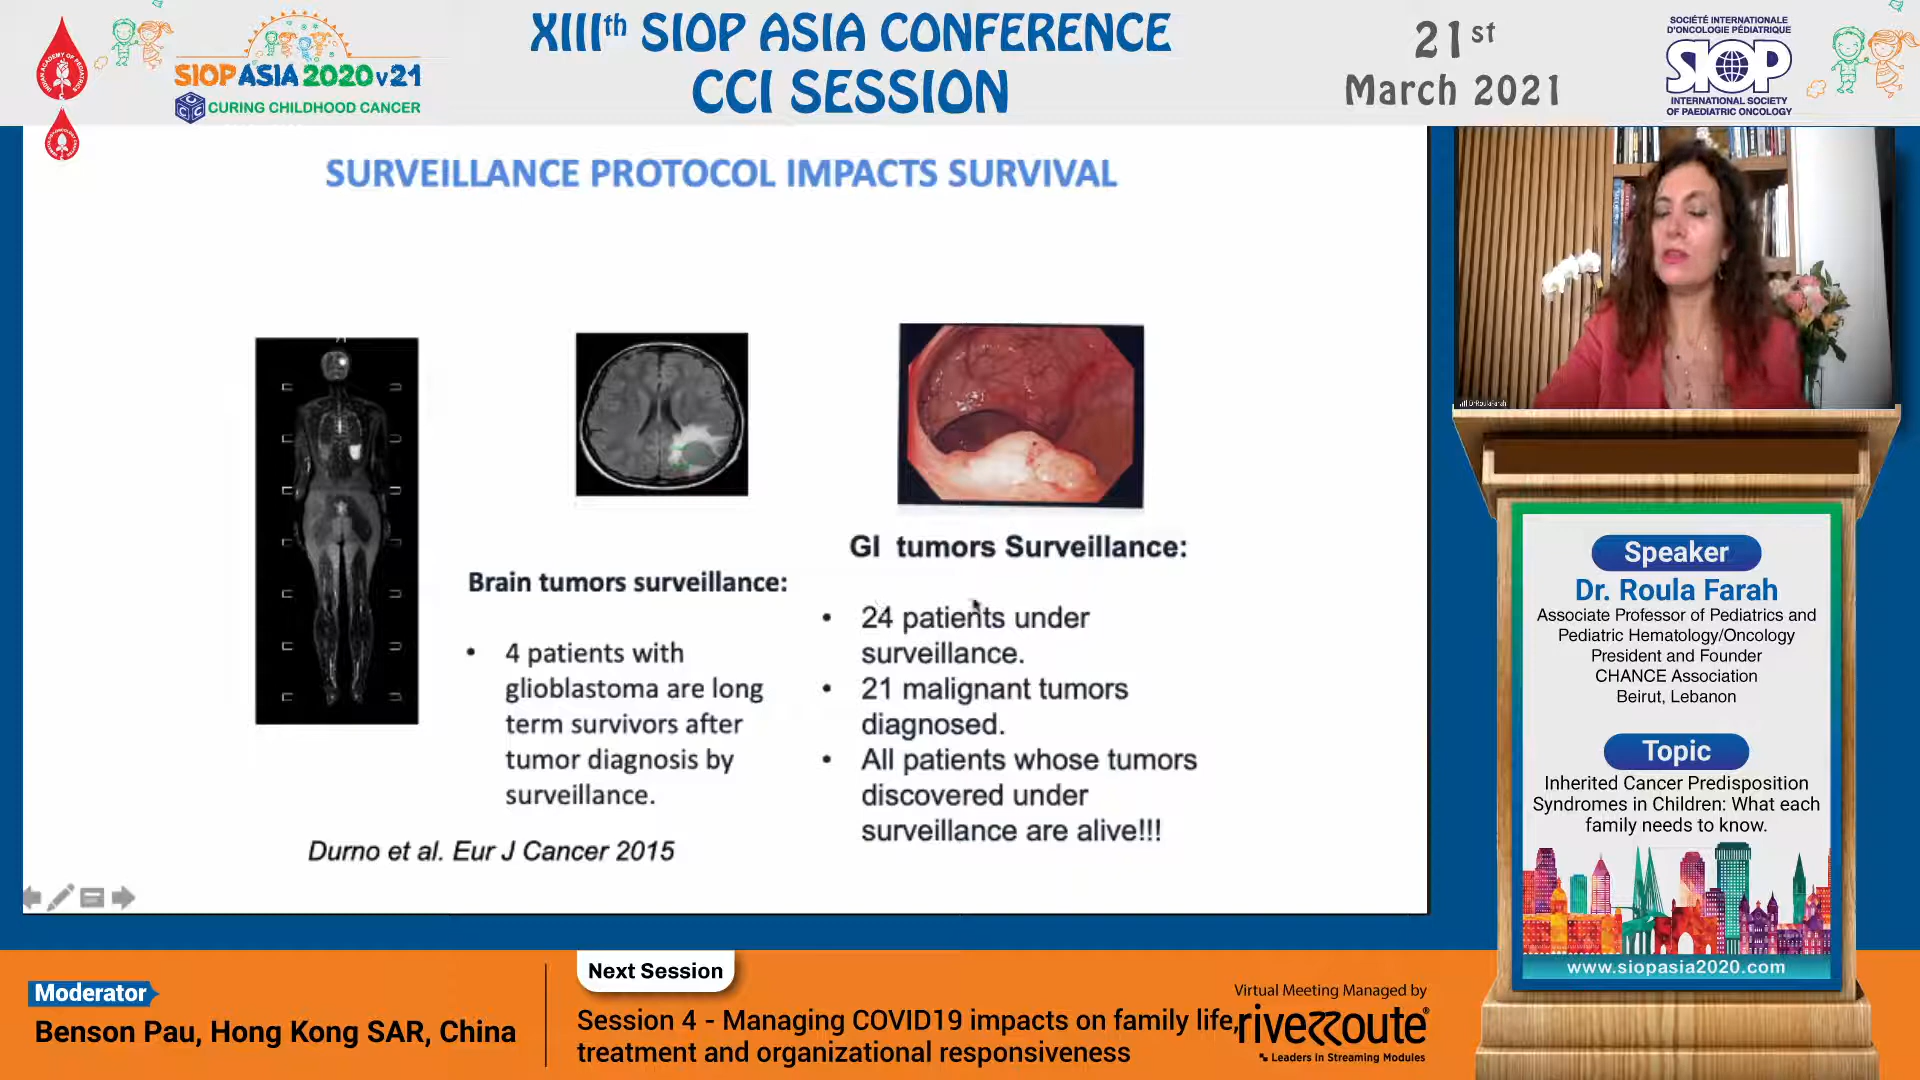 XIIIth SIOP ASIA CONFERENCE
CCI SESSION
21st
March 2021
SIOP ASIA 2020 v21
CURING CHILDHOOD CANCER
SOCIÉTÉ INTERNATIONALE
D'ONCOLOGIE PÉDIATRIQUE
SIOP
INTERNATIONAL SOCIETY
OF PAEDIATRIC ONCOLOGY
SURVEILLANCE PROTOCOL IMPACTS SURVIVAL
Brain tumors surveillance:
• 4 patients with
glioblastoma are long
term survivors after
tumor diagnosis by
surveillance.
GI tumors Surveillance:
• 24 patients under
surveillance.
• 21 malignant tumors
diagnosed.
• All patients whose tumors
discovered under
surveillance are alive!!!
Durno et al. Eur J Cancer 2015
Speaker
Dr. Roula Farah
Associate Professor of Pediatrics and
Pediatric Hematology/Oncology
President and Founder
CHANCE Association
Beirut, Lebanon
Topic
Inherited Cancer Predisposition
Syndromes in Children: What each
family needs to know.
www.siopasia2020.com
Moderator
Benson Pau, Hong Kong SAR, China
Next Session
Session 4 - Managing COVID19 impacts on family life,
treatment and organizational responsiveness
Virtual Meeting Managed by
riveRRoute
Leaders In Streaming Modules